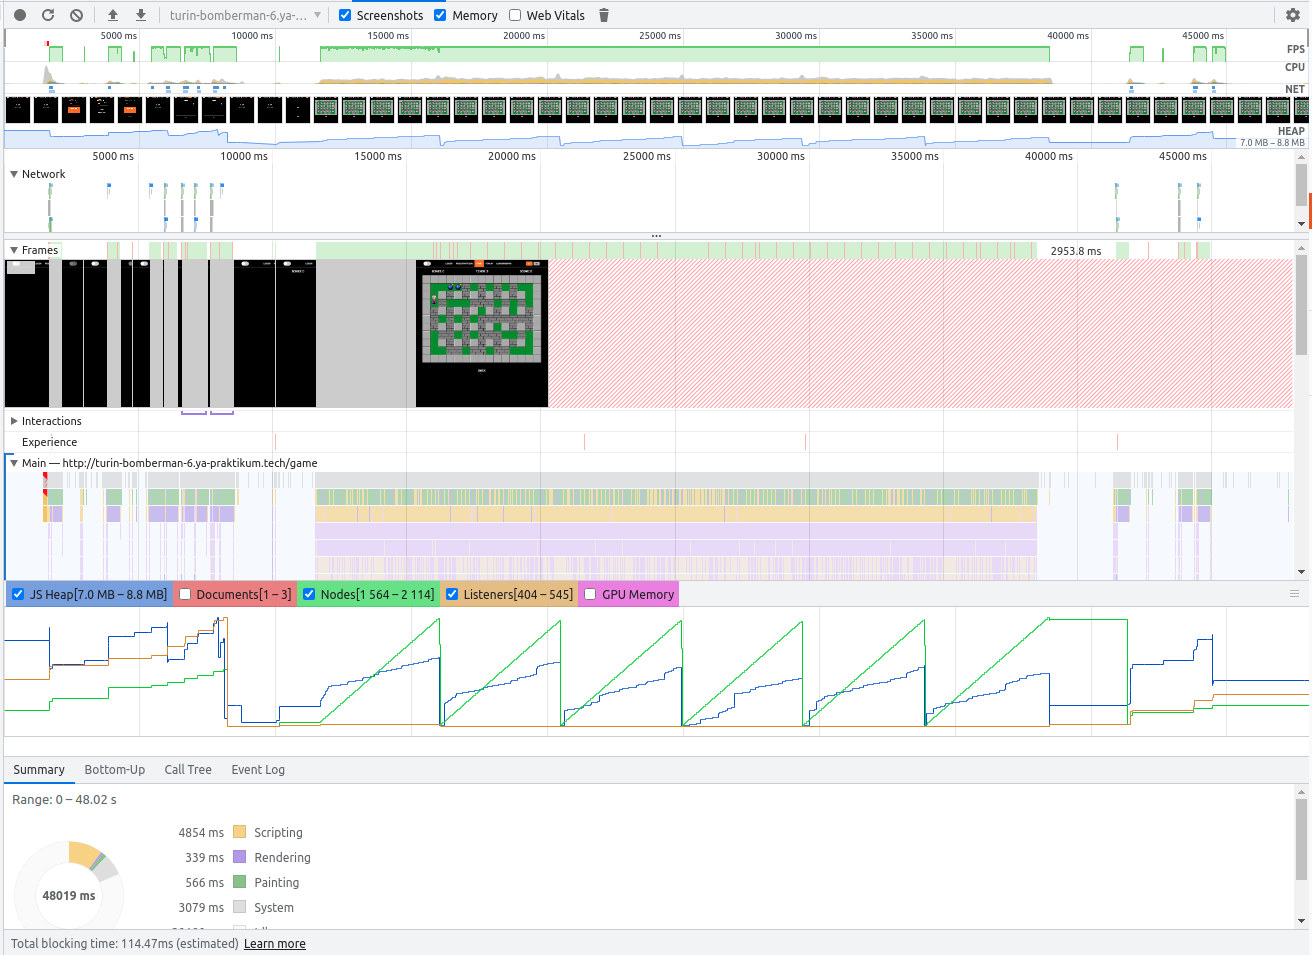 turin-bomberman-6.ya-... Screenshots Memory Web Vitals
5000 ms 10000 ms 15000 ms 20000 ms 25000 ms 30000 ms 35000 ms 40000 ms 45000 ms
FPS
CPU
NET
HEAP
7.0 MB – 8.8 MB
5000 ms 10000 ms 15000 ms 20000 ms 25000 ms 30000 ms 35000 ms 40000 ms 45000 ms
Network
Frames
2953.8 ms
Interactions
Experience
Main — http://turin-bomberman-6.ya-praktikum.tech/game
JS Heap[7.0 MB – 8.8 MB] Documents[1 – 3] Nodes[1 564 – 2 114] Listeners[404 – 545] GPU Memory
Summary Bottom-Up Call Tree Event Log
Range: 0 – 48.02 s
4854 ms Scripting
339 ms Rendering
566 ms Painting
3079 ms System
48019 ms
Total blocking time: 114.47ms (estimated) Learn more